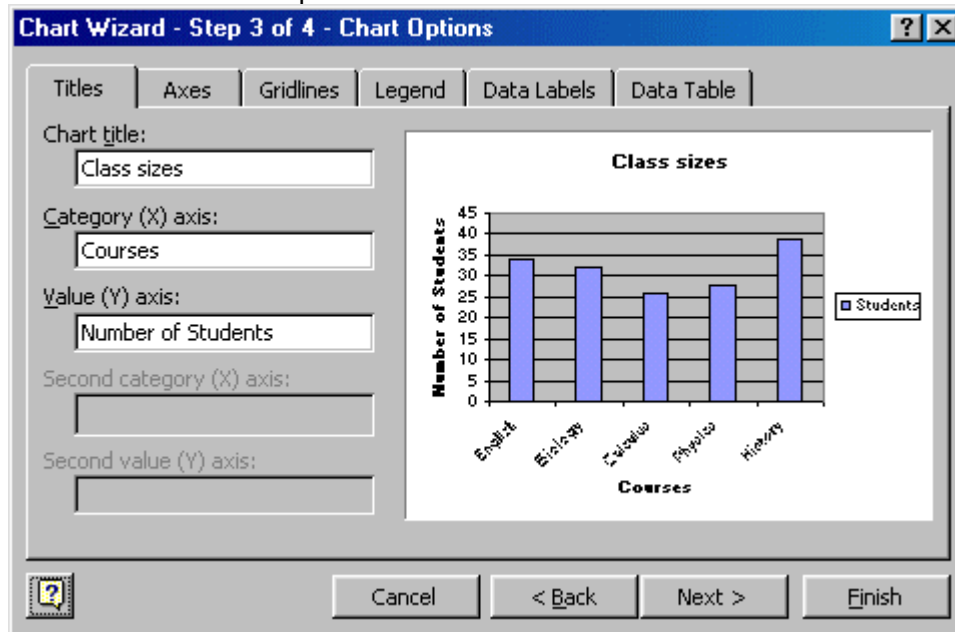 Chart Wizard - Step 3 of 4 - Chart Options
Titles Axes Gridlines Legend Data Labels Data Table
Chart title:
Class sizes
Category (X) axis:
Courses
Value (Y) axis:
Number of Students
Second category (X) axis:
Second value (Y) axis:
Class sizes
Number of Students
45
40
35
30
25
20
15
10
5
0
English Biology Calculus Physics History
Courses
Students
Cancel < Back Next > Finish